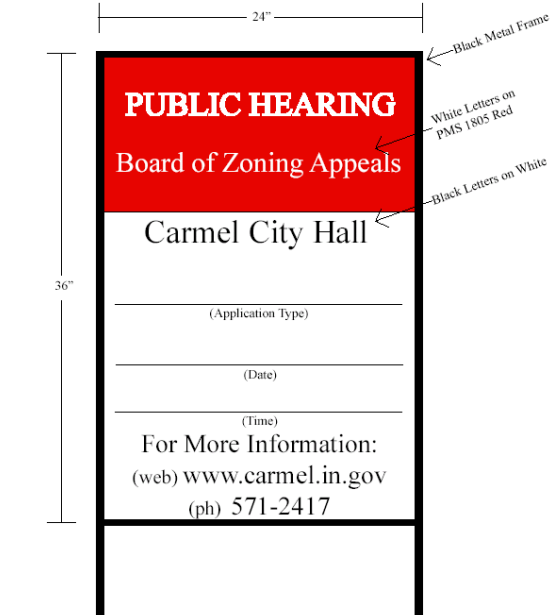 24”
Black Metal Frame
PUBLIC HEARING
White Letters on
PMS 1805 Red
Board of Zoning Appeals
Black Letters on White
Carmel City Hall
36”
(Application Type)
(Date)
(Time)
For More Information:
(web) www.carmel.in.gov
(ph) 571-2417